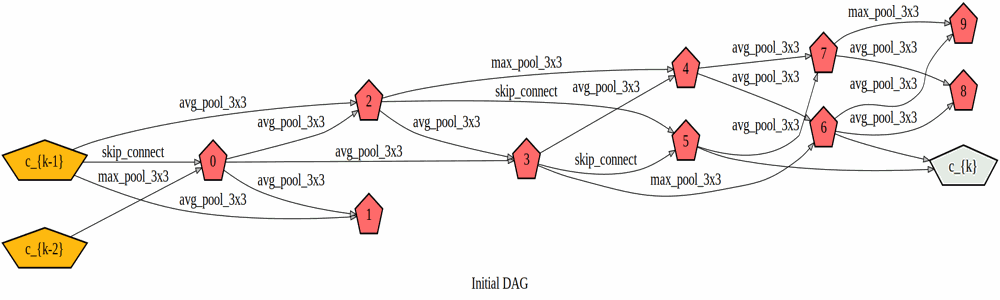 max_pool_3x3
9
avg_pool_3x3
7
avg_pool_3x3
max_pool_3x3
4
avg_pool_3x3
avg_pool_3x3
avg_pool_3x3
8
skip_connect
avg_pool_3x3
2
avg_pool_3x3
avg_pool_3x3
avg_pool_3x3
avg_pool_3x3
6
5
skip_connect
avg_pool_3x3
skip_connect
c_{k-1}
0
3
c_{k}
max_pool_3x3
avg_pool_3x3
max_pool_3x3
avg_pool_3x3
1
c_{k-2}
Initial DAG